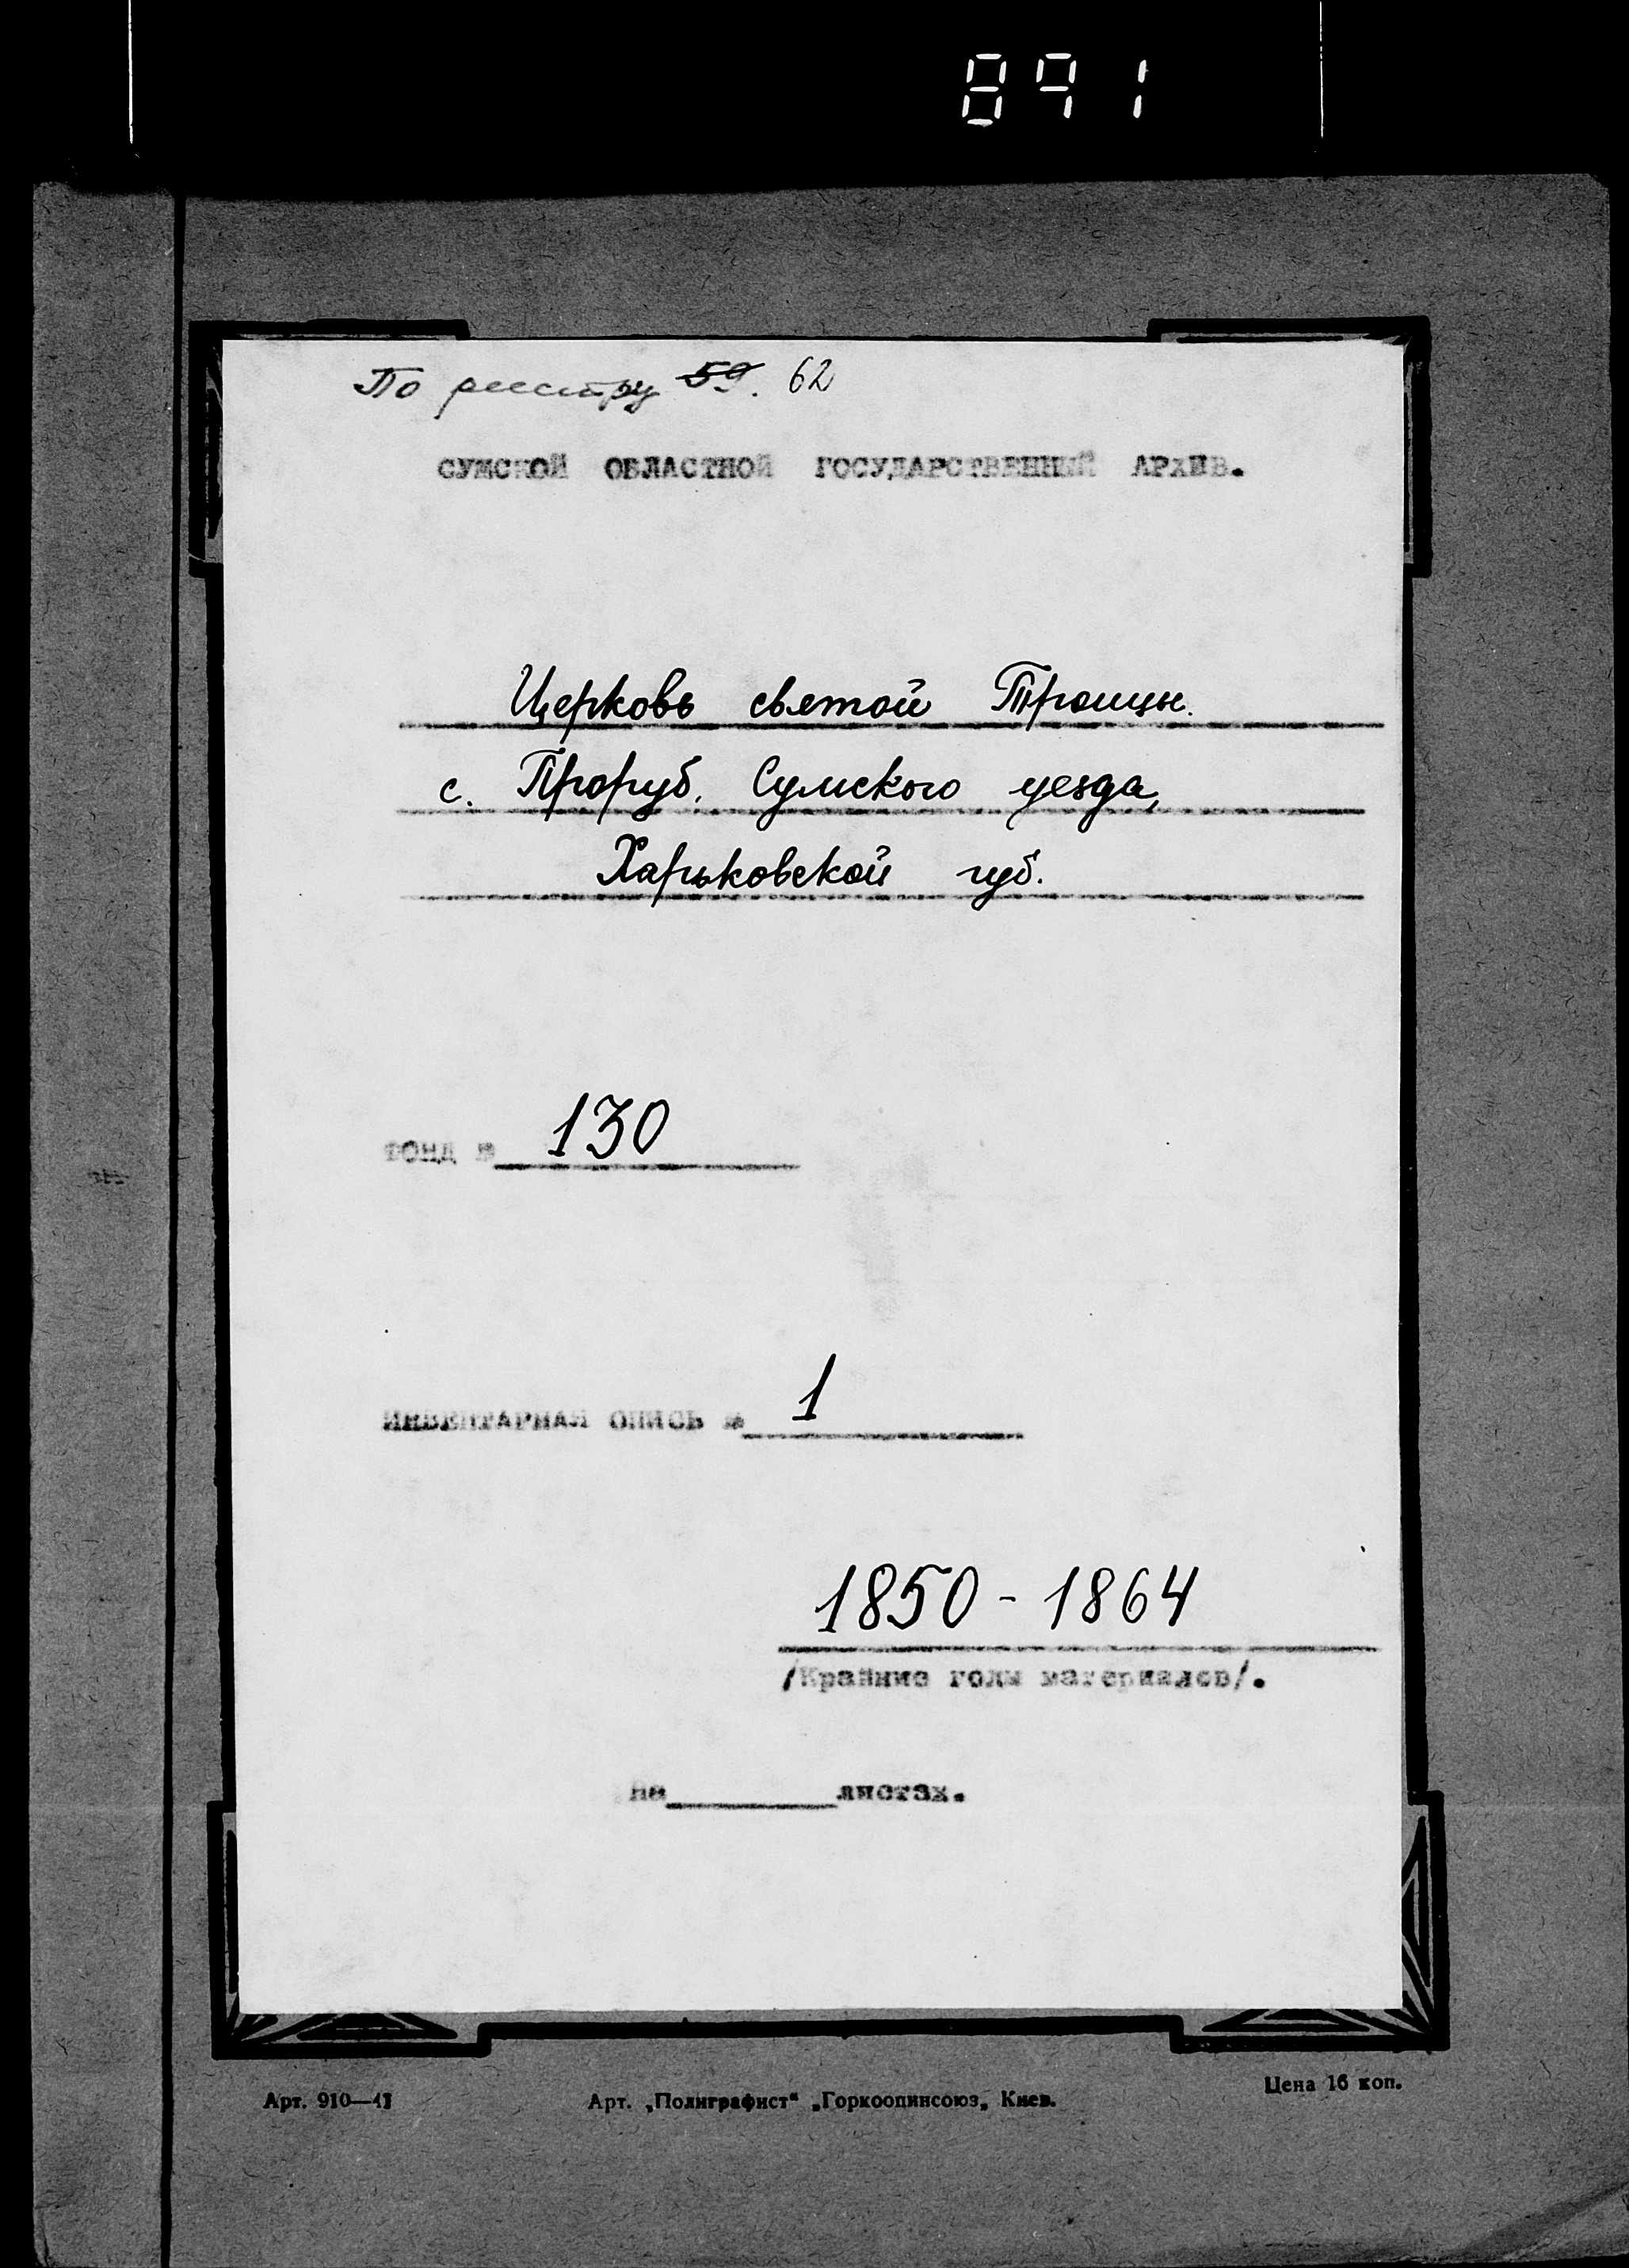 891
По реестру 59. 62
СУМСКОЙ ОБЛАСТНОЙ ГОСУДАРСТВЕННЫЙ АРХИВ.
Церковь святой Троицы.
с. Проруб, Сумского уезда,
Харьковской губ.
ФОНД № 130
ИНВЕНТАРНАЯ ОПИСЬ № 1
1850 - 1864
/Крайние годы материалов/.
на листах.
Арт. 910—41
Арт. „Полиграфист“ „Горкоопинсоюз„ Киев.
Цена 16 коп.